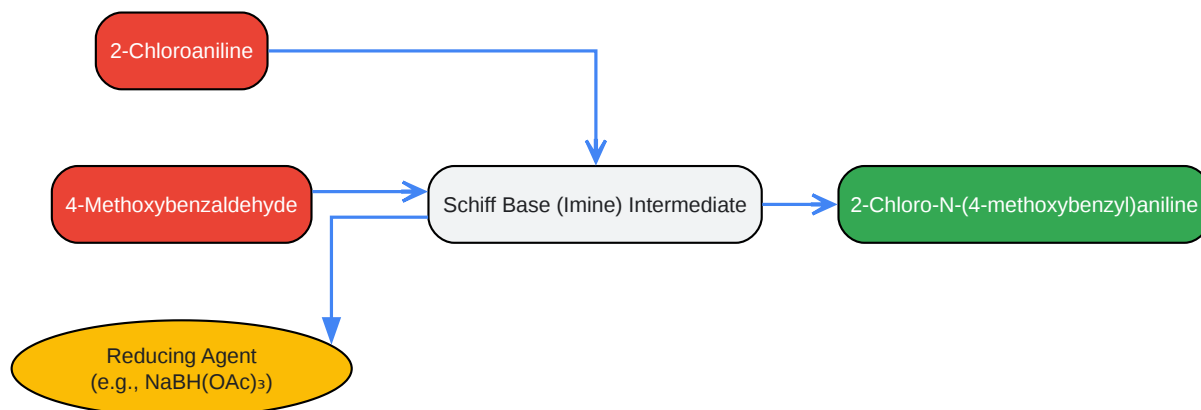 2-Chloroaniline
4-Methoxybenzaldehyde
Schiff Base (Imine) Intermediate
2-Chloro-N-(4-methoxybenzyl)aniline
Reducing Agent
(e.g., NaBH(OAc)₃)